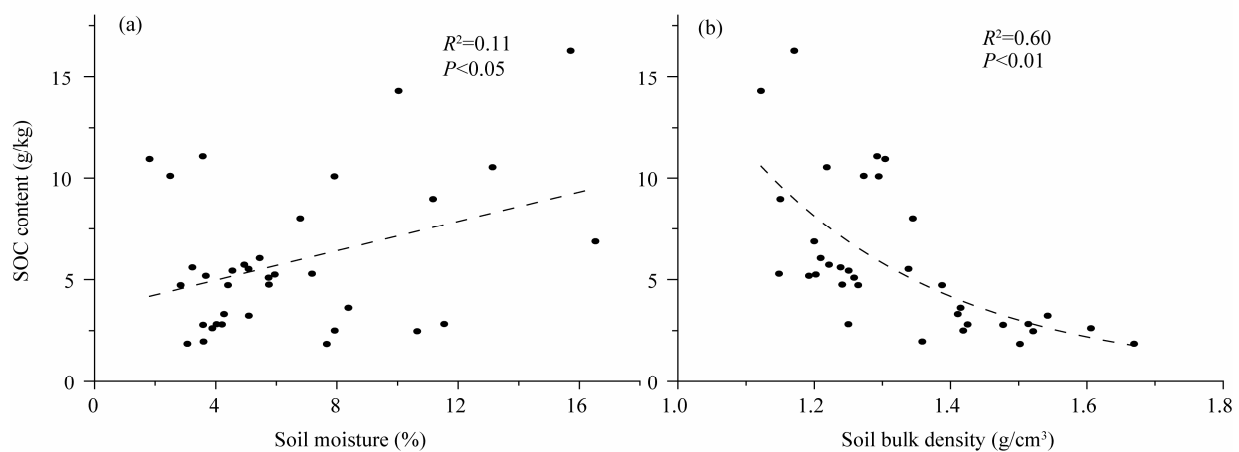 (a)
R²=0.11
P<0.05
SOC content (g/kg)
15
10
5
0
0 4 8 12 16
Soil moisture (%)
(b)
R²=0.60
P<0.01
15
10
5
0
1.0 1.2 1.4 1.6 1.8
Soil bulk density (g/cm³)